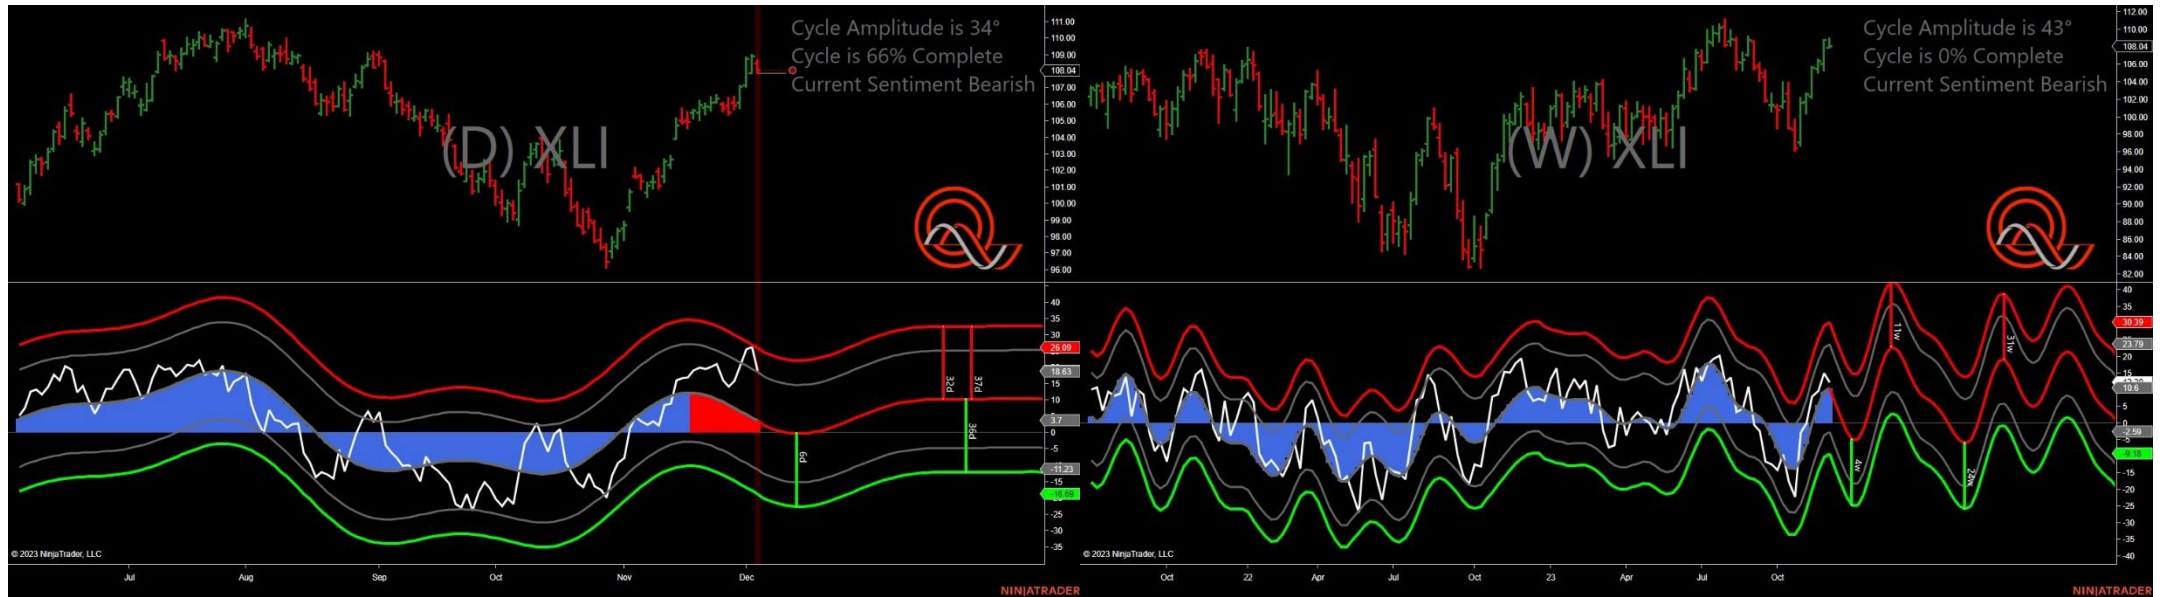 Cycle Amplitude is 34°
Cycle is 66% Complete
Current Sentiment Bearish
(D) XLI
111.00
110.00
109.00
108.04
107.00
106.00
105.00
104.00
103.00
102.00
101.00
100.00
99.00
98.00
97.00
96.00
40
35
30
26.09
18.63
15
10
5
3.7
0
-5
-11.23
-15
-18.69
-25
-30
-35
6d
32d
36d
37d
© 2023 NinjaTrader, LLC
Jul
Aug
Sep
Oct
Nov
Dec
NINJATRADER
Cycle Amplitude is 43°
Cycle is 0% Complete
Current Sentiment Bearish
(W) XLI
112.00
110.00
108.04
106.00
104.00
102.00
100.00
98.00
96.00
94.00
92.00
90.00
88.00
86.00
84.00
82.00
40
35
30.39
23.79
20
15
10.6
5
0
-2.59
-5
-9.18
-15
-20
-25
-30
-35
-40
4w
11w
24w
31w
© 2023 NinjaTrader, LLC
Oct
22
Apr
Jul
Oct
23
Apr
Jul
Oct
NINJATRADER